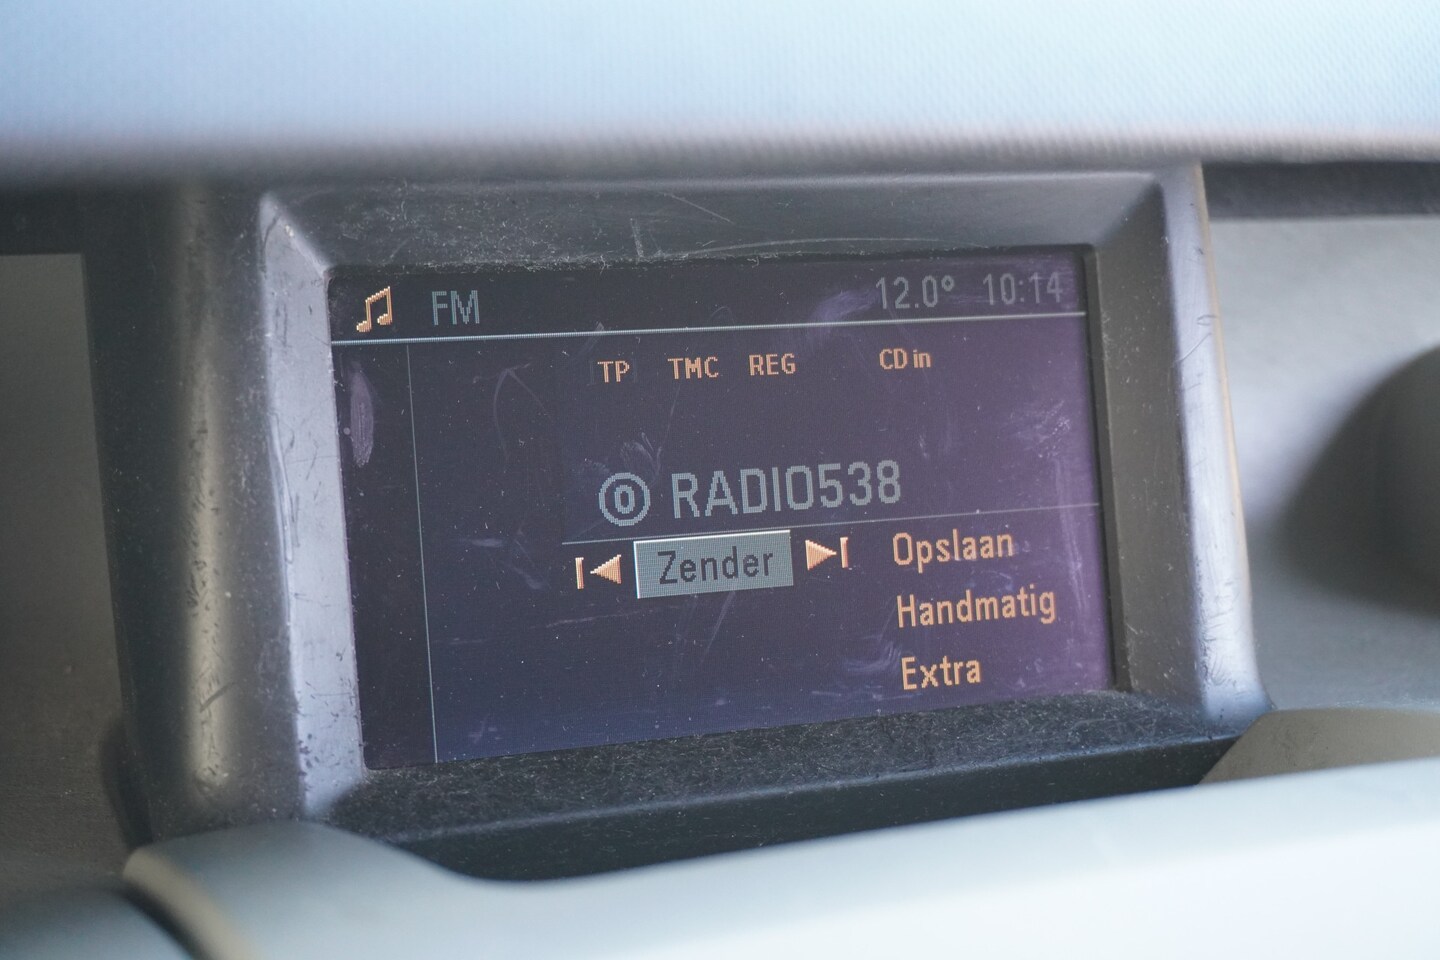 FM 12.0° 10:14
TP TMC REG CD in
RADIO538
Zender Opslaan
Handmatig
Extra